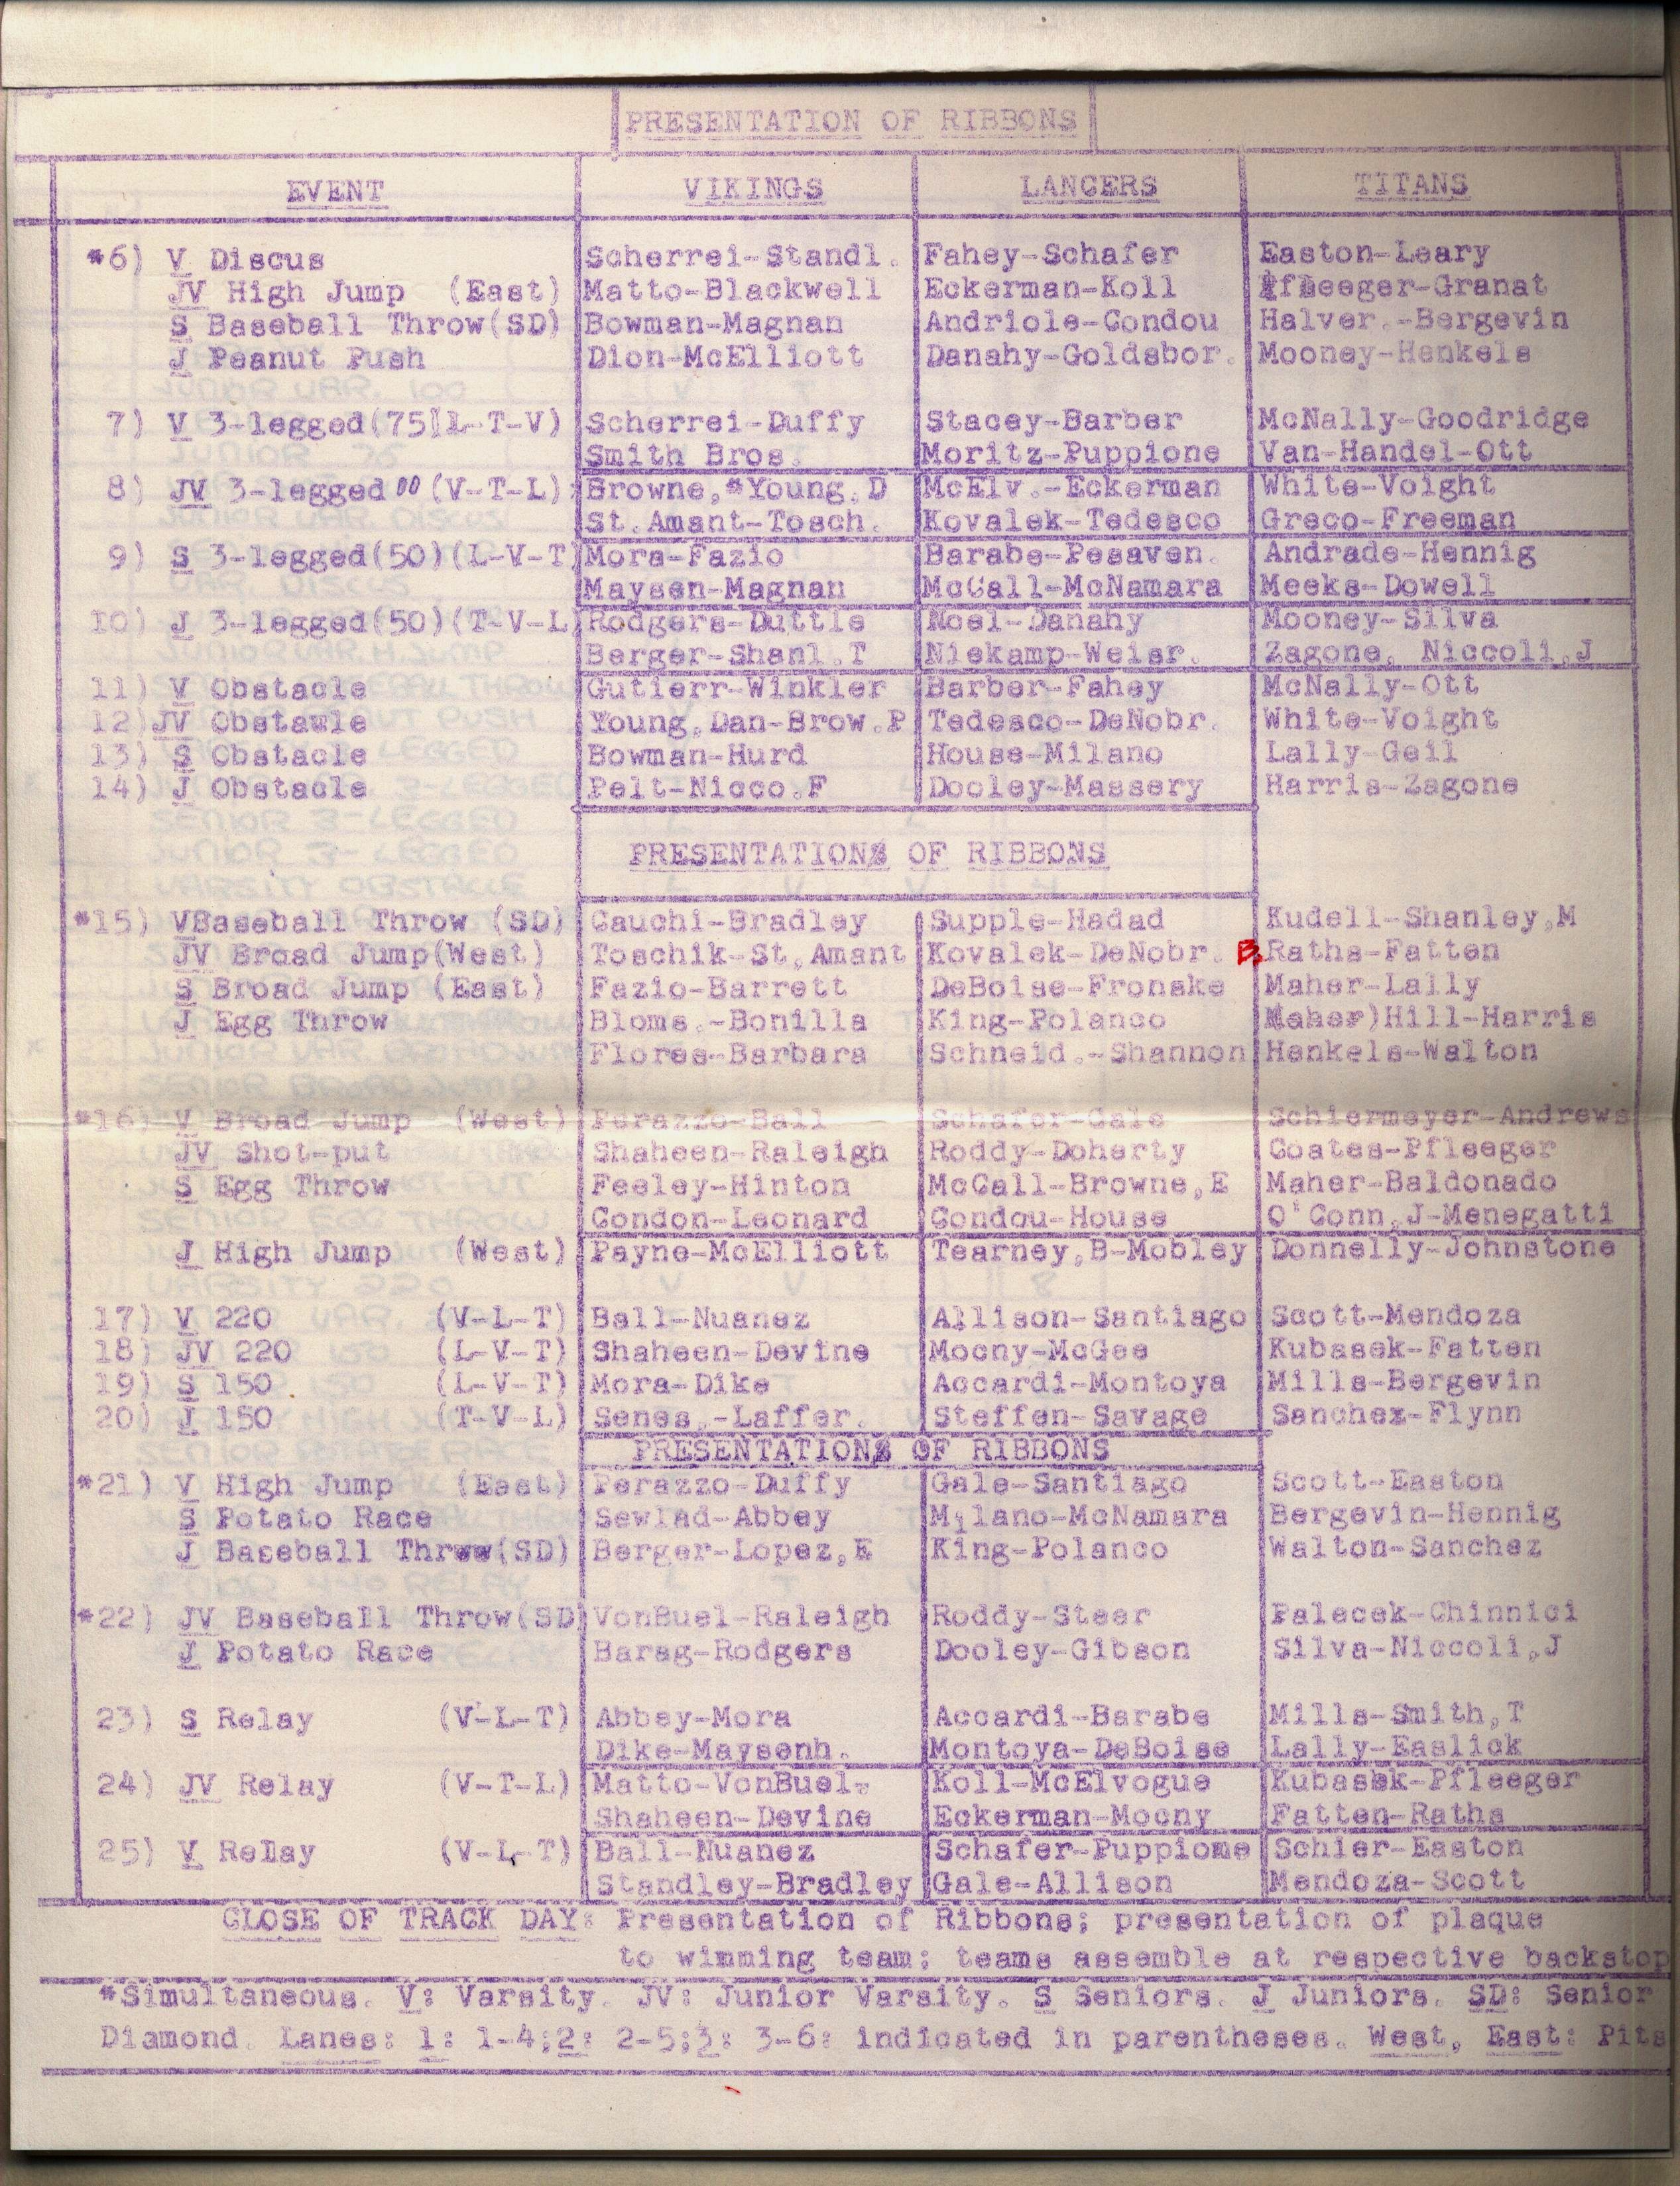 PRESENTATION OF RIBBONS
EVENT VIKINGS LANCERS TITANS
*6) V Discus Scherrei-Standl. Fahey-Schafer Easton-Leary
JV High Jump (East) Matto-Blackwell Eckerman-Koll Pfleeger-Granat
S Baseball Throw(SD) Bowman-Magnan Andriole-Condou Halver.-Bergevin
J Peanut Push Dion-McElliott Danahy-Goldsbor. Mooney-Henkels
7) V 3-legged(75)(L-T-V) Scherrei-Duffy Stacey-Barber McNally-Goodridge
Smith Bros. Moritz-Puppione Van-Handel-Ott
8) JV 3-legged" (V-T-L) Browne,*Young.D McElv.-Eckerman White-Voight
St.Amant-Tosch. Kovalek-Tedesco Greco-Freeman
9) S 3-legged(50)(L-V-T) Mora-Fazio Barabe-Pesaven. Andrade-Hennig
Maysen-Magnan McCall-McNamara Meeks-Dowell
10) J 3-legged(50)(T-V-L) Rodgers-Duttle Noel-Danahy Mooney-Silva
Berger-Shanl.T Niekamp-Weisr. Zagone, Niccoli,J
11) V Obstacle Gutierr-Winkler Barber-Fahey McNally-Ott
12)JV Obstawle Young,Dan-Brow.P Tedesco-DeNobr. White-Voight
13) S Obstacle Bowman-Hurd House-Milano Lally-Geil
14) J Obstacle Pelt-Nicco.F Dooley-Massery Harris-Zagone
PRESENTATIONS OF RIBBONS
*15) VBaseball Throw (SD) Cauchi-Bradley Supple-Hadad Kudell-Shanley,M
JV Broad Jump(West) Toschik-St.Amant Kovalek-DeNobr. B. Raths-Fatten
S Broad Jump (East) Fazio-Barrett DeBoise-Fronske Maher-Lally
J Egg Throw Bloms.-Bonilla King-Polanco (Maher)Hill-Harris
Flores-Barbara Schneid.-Shannon Henkels-Walton
*16) V Broad Jump (West) Perazzo-Ball Schafer-Gale Schiermeyer-Andrews
JV Shot-put Shaheen-Raleigh Roddy-Doherty Coates-Pfleeger
S Egg Throw Feeley-Hinton McCall-Browne,E Maher-Baldonado
Condon-Leonard Condou-House O'Conn,J-Menegatti
J High Jump (West) Payne-McElliott Tearney,B-Mobley Donnelly-Johnstone
17) V 220 (V-L-T) Ball-Nuanez Allison-Santiago Scott-Mendoza
18) JV 220 (L-V-T) Shaheen-Devine Mocny-McGee Kubasek-Fatten
19) S 150 (L-V-T) Mora-Dike Accardi-Montoya Mills-Bergevin
20) J 150 (T-V-L) Senes.-Laffer. Steffen-Savage Sanchez-Flynn
PRESENTATIONS OF RIBBONS
*21) V High Jump (East) Perazzo-Duffy Gale-Santiago Scott-Easton
S Potato Race Sewlad-Abbey Milano-McNamara Bergevin-Hennig
J Baseball Throw(SD) Berger-Lopez,E King-Polanco Walton-Sanchez
*22) JV Baseball Throw(SD) VonBuel-Raleigh Roddy-Steer Palecek-Chinnici
J Potato Race Barag-Rodgers Dooley-Gibson Silva-Niccoli,J
23) S Relay (V-L-T) Abbey-Mora Accardi-Barabe Mills-Smith,T
Dike-Maysenh. Montoya-DeBoise Lally-Easlick
24) JV Relay (V-T-L) Matto-VonBuel. Koll-McElvogue Kubasek-Pfleeger
Shaheen-Devine Eckerman-Mocny Fatten-Raths
25) V Relay (V-L-T) Ball-Nuanez Schafer-Puppione Schier-Easton
Standley-Bradley Gale-Allison Mendoza-Scott
CLOSE OF TRACK DAY: Presentation of Ribbons; presentation of plaque
to winning team; teams assemble at respective backstop
*Simultaneous. V: Varsity. JV: Junior Varsity. S Seniors. J Juniors. SD: Senior
Diamond. Lanes: 1: 1-4;2: 2-5;3: 3-6: indicated in parentheses. West, East: Pits